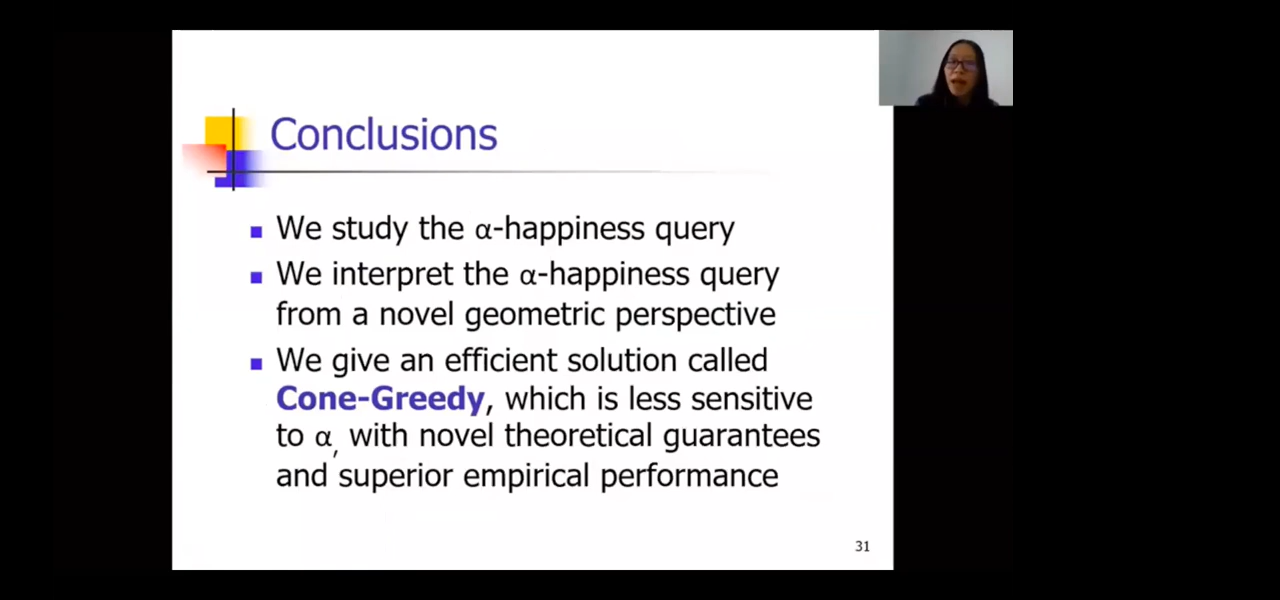 Conclusions
We study the α-happiness query
We interpret the α-happiness query
from a novel geometric perspective
We give an efficient solution called
Cone-Greedy, which is less sensitive
to α, with novel theoretical guarantees
and superior empirical performance
31